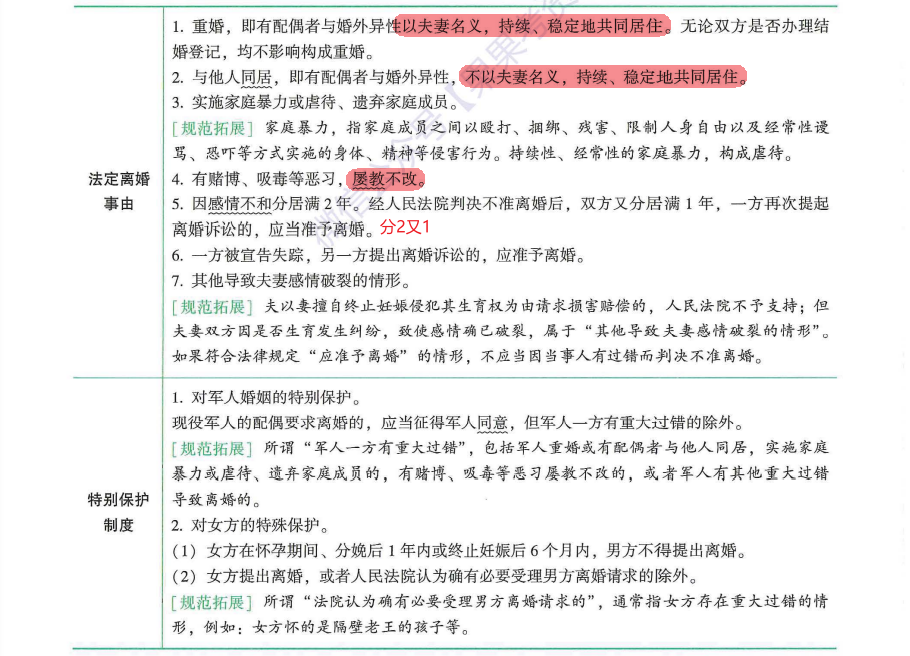 1. 重婚，即有配偶者与婚外异性以夫妻名义，持续、稳定地共同居住。无论双方是否办理结
婚登记，均不影响构成重婚。
2. 与他人同居，即有配偶者与婚外异性，不以夫妻名义，持续、稳定地共同居住。
3. 实施家庭暴力或虐待、遗弃家庭成员。
［规范拓展］家庭暴力，指家庭成员之间以殴打、捆绑、残害、限制人身自由以及经常性谩
骂、恐吓等方式实施的身体、精神等侵害行为。持续性、经常性的家庭暴力，构成虐待。
法定离婚
事由
4. 有赌博、吸毒等恶习，屡教不改。
5. 因感情不和分居满 2 年。经人民法院判决不准离婚后，双方又分居满 1 年，一方再次提起
离婚诉讼的，应当准予离婚。分2又1
6. 一方被宣告失踪，另一方提出离婚诉讼的，应准予离婚。
7. 其他导致夫妻感情破裂的情形。
［规范拓展］夫以妻擅自终止妊娠侵犯其生育权为由请求损害赔偿的，人民法院不予支持；但
夫妻双方因是否生育发生纠纷，致使感情确已破裂，属于“其他导致夫妻感情破裂的情形”。
如果符合法律规定“应准予离婚”的情形，不应当因当事人有过错而判决不准离婚。
特别保护
制度
1. 对军人婚姻的特别保护。
现役军人的配偶要求离婚的，应当征得军人同意，但军人一方有重大过错的除外。
［规范拓展］所谓“军人一方有重大过错”，包括军人重婚或有配偶者与他人同居，实施家庭
暴力或虐待、遗弃家庭成员的，有赌博、吸毒等恶习屡教不改的，或者军人有其他重大过错
导致离婚的。
2. 对女方的特殊保护。
（1）女方在怀孕期间、分娩后 1 年内或终止妊娠后 6 个月内，男方不得提出离婚。
（2）女方提出离婚，或者人民法院认为确有必要受理男方离婚请求的除外。
［规范拓展］所谓“法院认为确有必要受理男方离婚请求的”，通常指女方存在重大过错的情
形，例如：女方怀的是隔壁老王的孩子等。